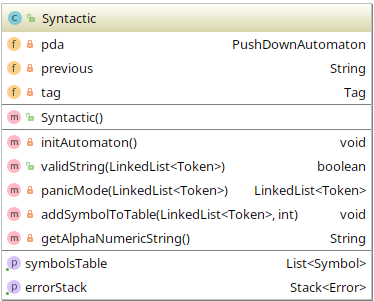 Syntactic
pda PushDownAutomaton
previous String
tag Tag
Syntactic()
initAutomaton() void
validString(LinkedList<Token>) boolean
panicMode(LinkedList<Token>) LinkedList<Token>
addSymbolToTable(LinkedList<Token>, int) void
getAlphaNumericString() String
symbolsTable List<Symbol>
errorStack Stack<Error>